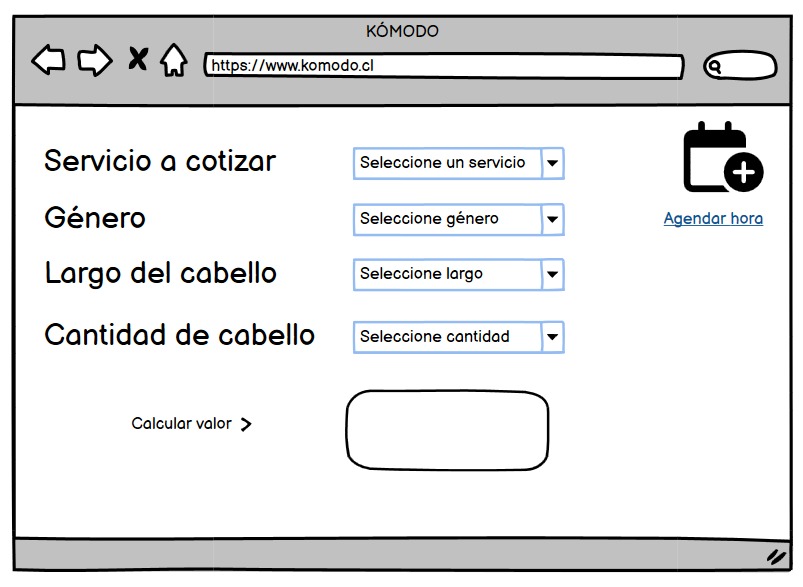 KÓMODO
https://www.komodo.cl
Servicio a cotizar
Seleccione un servicio
Género
Seleccione género
Agendar hora
Largo del cabello
Seleccione largo
Cantidad de cabello
Seleccione cantidad
Calcular valor